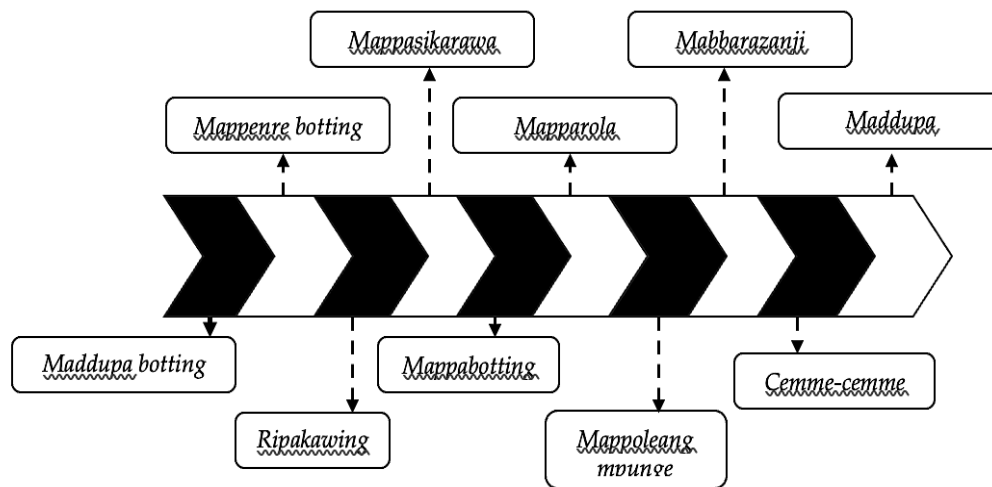 Mappasikarawa
Mabbarazanji
Mappenre botting
Mapparola
Maddupa
Maddupa botting
Mappabotting
Cemme-cemme
Ripakawing
Mappoleang
mpunge